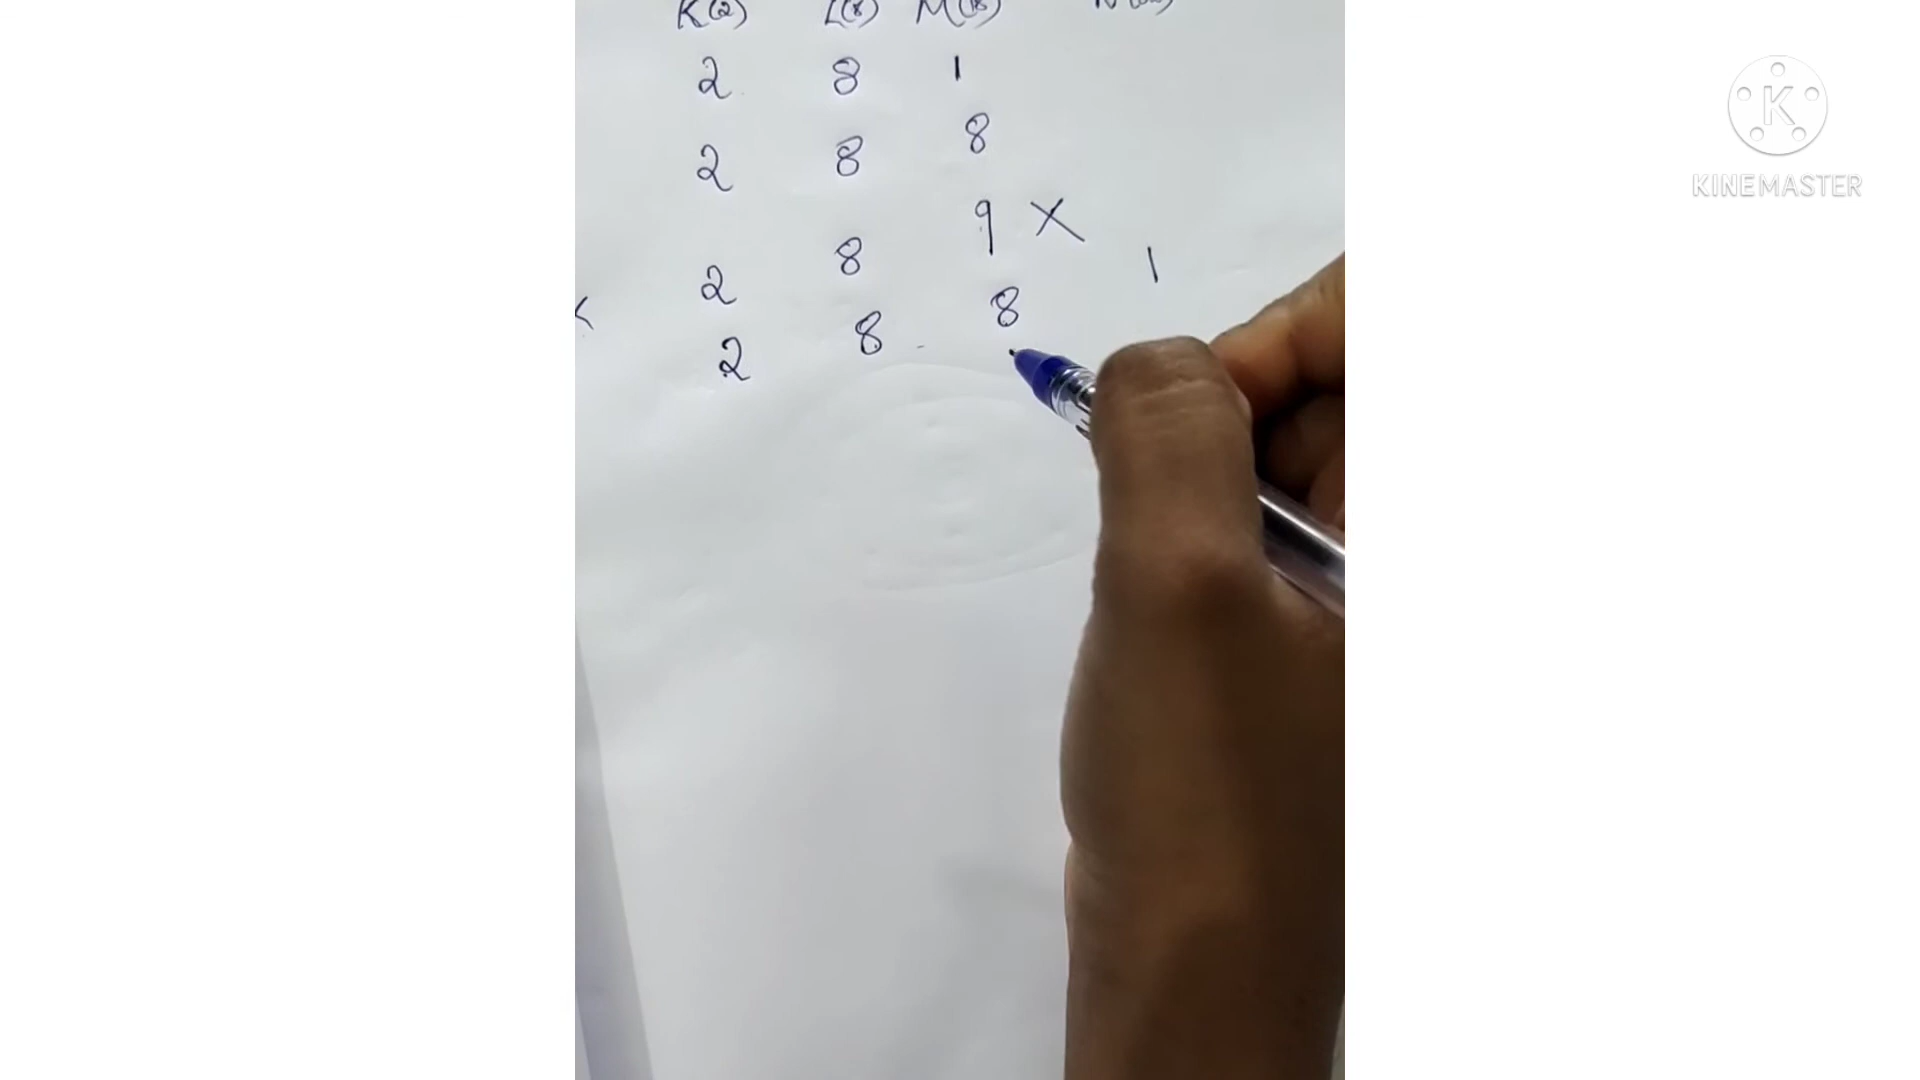 K(2) L(8) M(18)
2 8 1
2 8 8
9 X
2 8 1
2 8 8
K
KINEMASTER